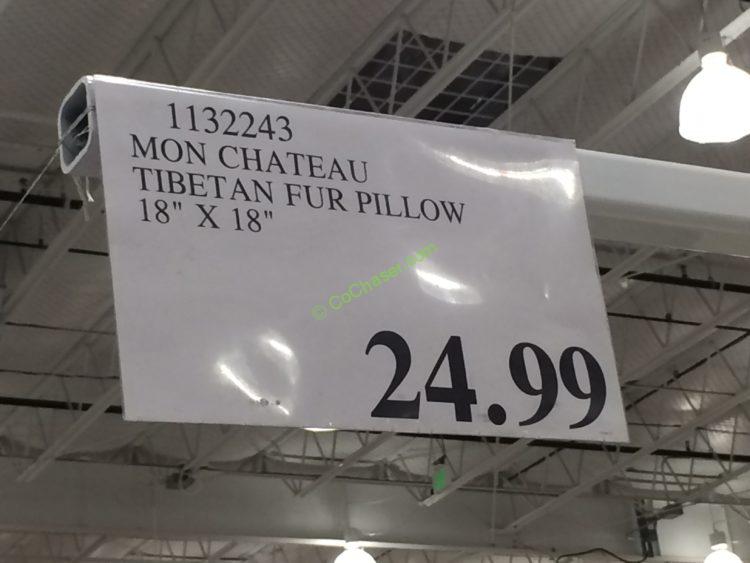 1132243
MON CHATEAU
TIBETAN FUR PILLOW
18" X 18"
© CoChaser.com
24.99